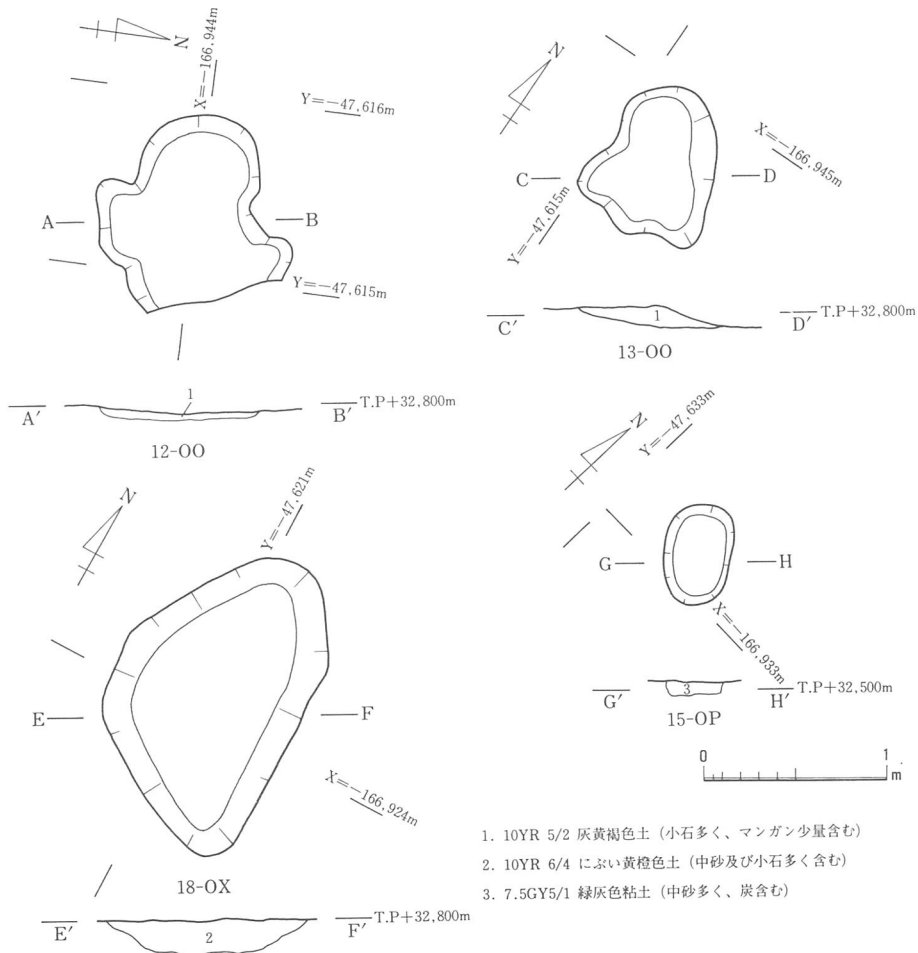 N
X=−166.944m
Y=−47,616m
A
B
Y=−47,615m
1
A′
B′
T.P+32,800m
12-OO
N
X=−166,945m
C
D
Y=−47,615m
1
C′
D′
T.P+32,800m
13-OO
N
Y=−47,621m
E
F
X=−166,924m
18-OX
2
E′
F′
T.P+32,800m
N
Y=−47,633m
G
H
X=−166,933m
3
G′
H′
T.P+32,500m
15-OP
0
1
m
1. 10YR 5/2 灰黄褐色土（小石多く、マンガン少量含む）
2. 10YR 6/4 にぶい黄橙色土（中砂及び小石多く含む）
3. 7.5GY5/1 緑灰色粘土（中砂多く、炭含む）